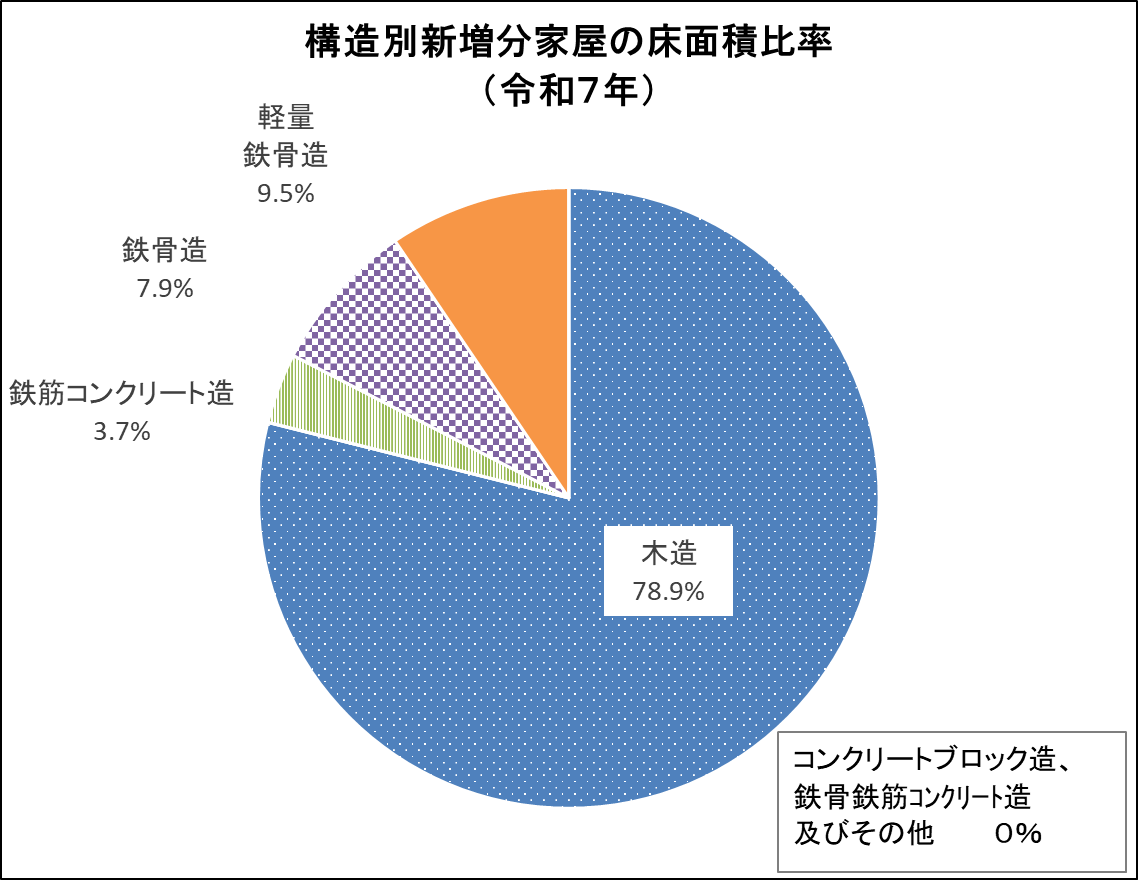 構造別新増分家屋の床面積比率
（令和７年）
軽量
鉄骨造
9.5%
鉄骨造
7.9%
鉄筋コンクリート造
3.7%
木造
78.9%
コンクリートブロック造、
鉄骨鉄筋ｺﾝｸﾘｰﾄ造
及びその他　　０%